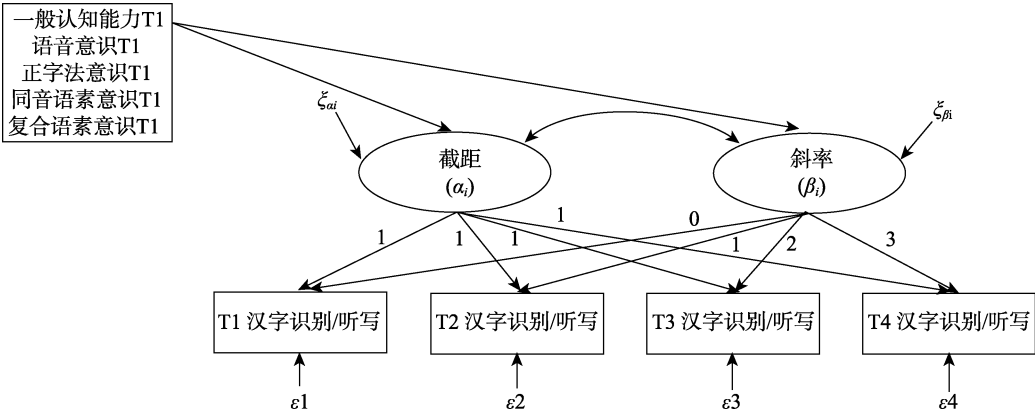 一般认知能力T1
语音意识T1
正字法意识T1
同音语素意识T1
复合语素意识T1
ξαi
ξβi
截距
(αi)
斜率
(βi)
1
1
1
1
0
1
2
3
T1 汉字识别/听写
T2 汉字识别/听写
T3 汉字识别/听写
T4 汉字识别/听写
ε1
ε2
ε3
ε4